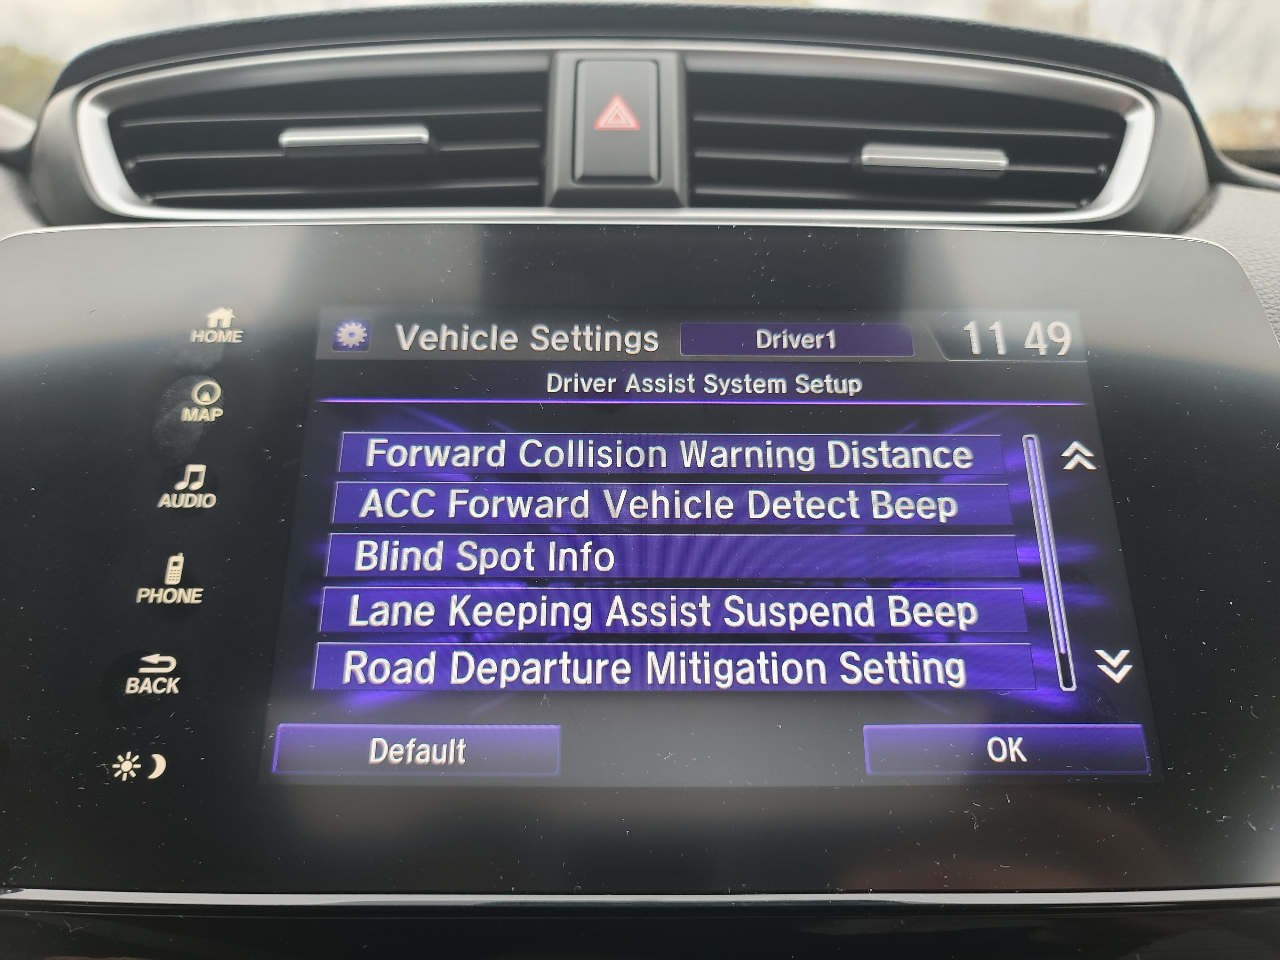 HOME
MAP
AUDIO
PHONE
BACK
Vehicle Settings Driver1 11 49
Driver Assist System Setup
Forward Collision Warning Distance
ACC Forward Vehicle Detect Beep
Blind Spot Info
Lane Keeping Assist Suspend Beep
Road Departure Mitigation Setting
Default OK